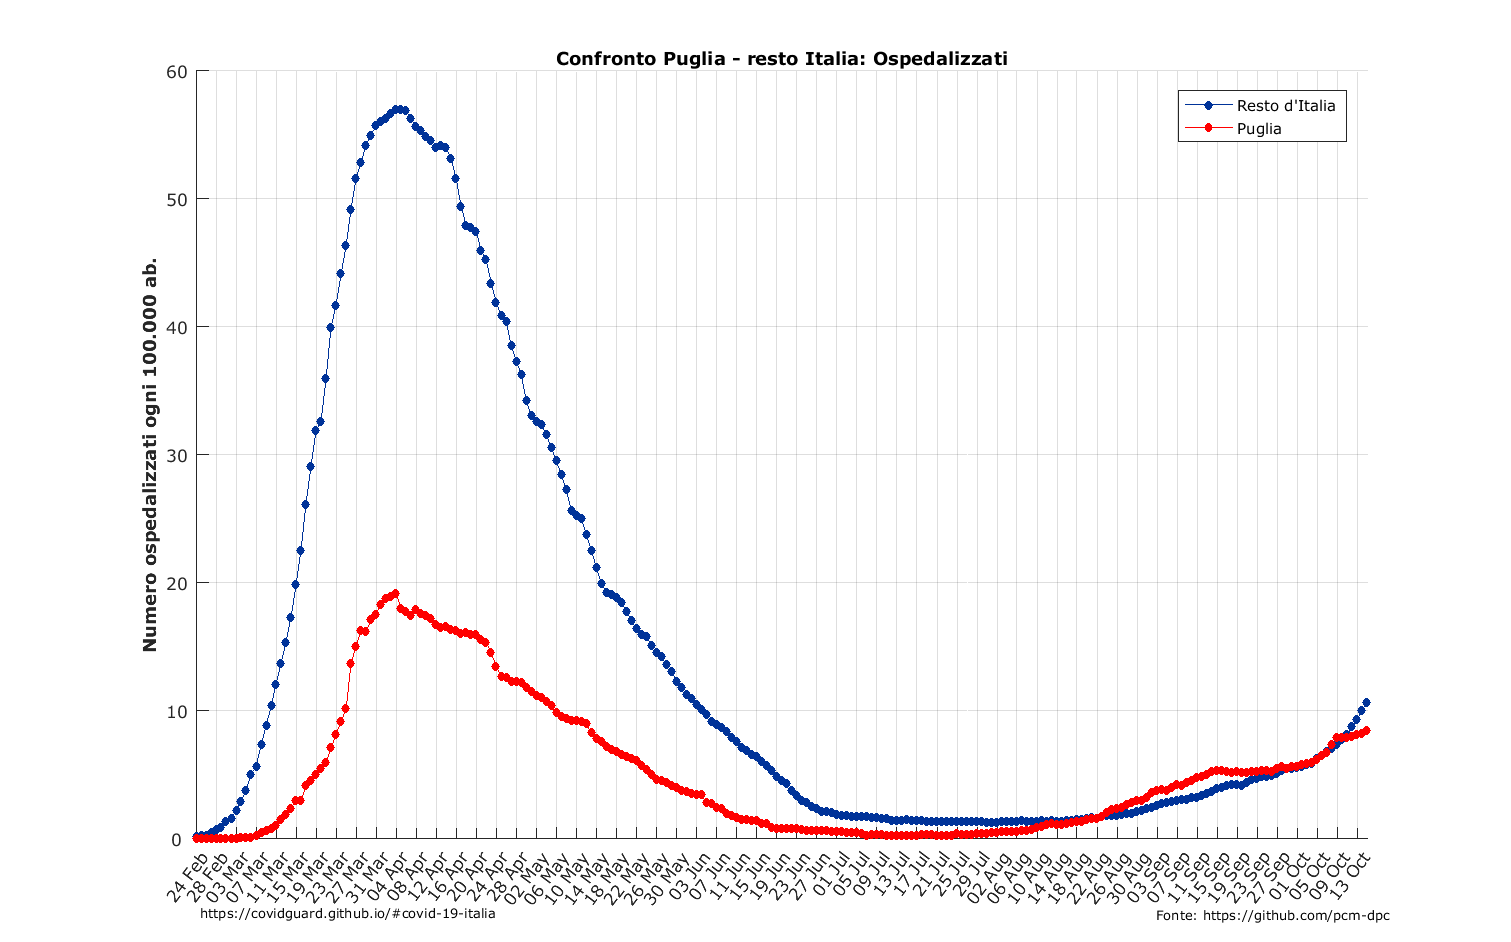 Confronto Puglia - resto Italia: Ospedalizzati
Resto d'Italia
Puglia
Numero ospedalizzati ogni 100.000 ab.
60
50
40
30
20
10
0
24 Feb
28 Feb
03 Mar
07 Mar
11 Mar
15 Mar
19 Mar
23 Mar
27 Mar
31 Mar
04 Apr
08 Apr
12 Apr
16 Apr
20 Apr
24 Apr
28 Apr
02 May
06 May
10 May
14 May
18 May
22 May
26 May
30 May
03 Jun
07 Jun
11 Jun
15 Jun
19 Jun
23 Jun
27 Jun
01 Jul
05 Jul
09 Jul
13 Jul
17 Jul
21 Jul
25 Jul
29 Jul
02 Aug
06 Aug
10 Aug
14 Aug
18 Aug
22 Aug
26 Aug
30 Aug
03 Sep
07 Sep
11 Sep
15 Sep
19 Sep
23 Sep
27 Sep
01 Oct
05 Oct
09 Oct
13 Oct
https://covidguard.github.io/#covid-19-italia
Fonte: https://github.com/pcm-dpc